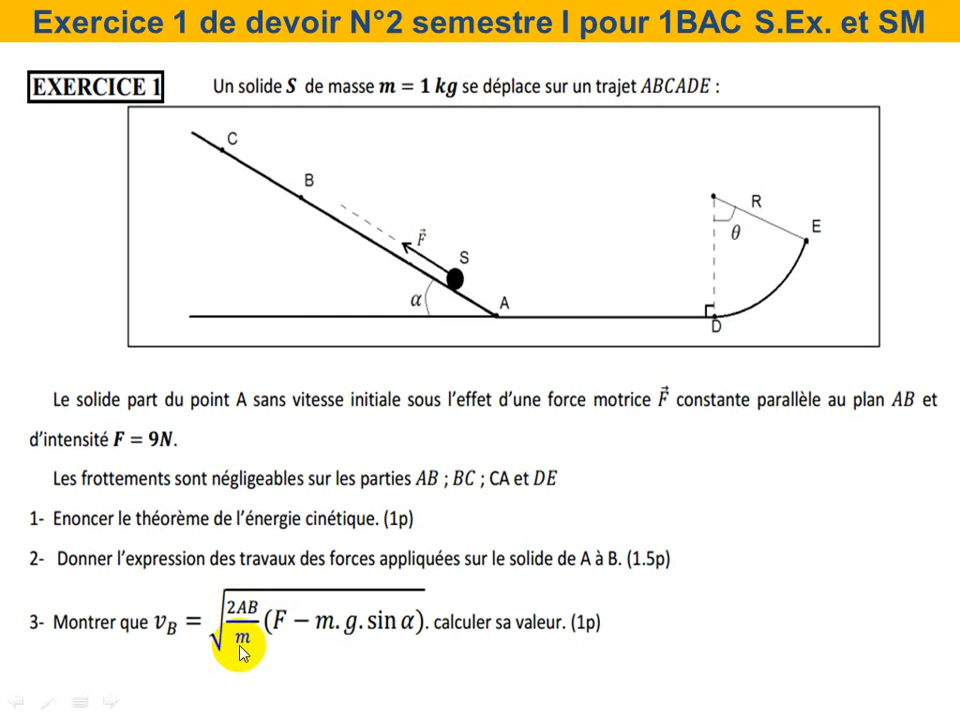 Exercice 1 de devoir N°2 semestre I pour 1BAC S.Ex. et SM
EXERCICE 1 Un solide S de masse m = 1 kg se déplace sur un trajet ABCADE :
C
B
R
E
θ
F⃗
S
α
A
D
Le solide part du point A sans vitesse initiale sous l'effet d'une force motrice F⃗ constante parallèle au plan AB et
d'intensité F = 9N.
Les frottements sont négligeables sur les parties AB ; BC ; CA et DE
1- Enoncer le théorème de l'énergie cinétique. (1p)
2- Donner l'expression des travaux des forces appliquées sur le solide de A à B. (1.5p)
3- Montrer que v_B = √(2AB/m (F − m. g. sin α)). calculer sa valeur. (1p)